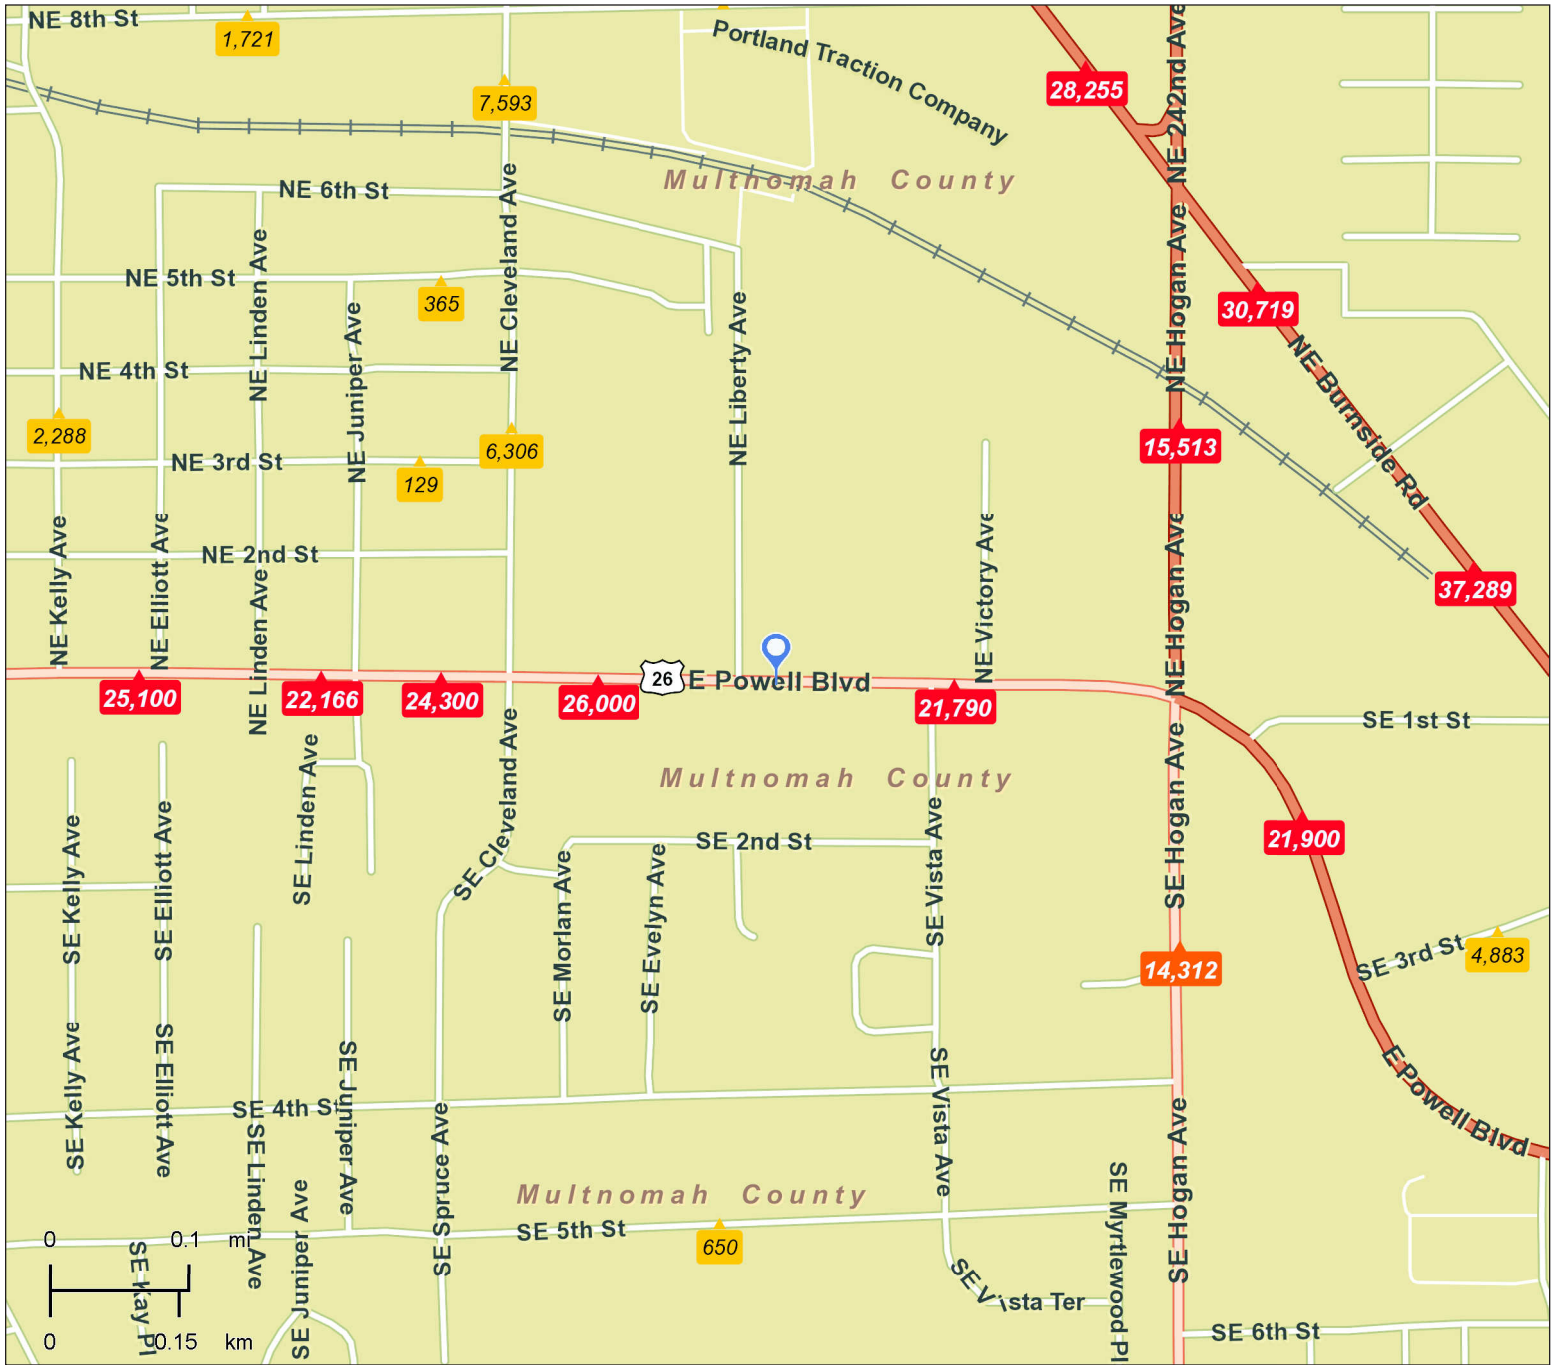 NE 8th St
1,721
7,593
Portland Traction Company
28,255
NE 242nd Ave
Multnomah County
NE 6th St
NE Cleveland Ave
NE Linden Ave
NE 5th St
365
NE Hogan Ave
30,719
NE Juniper Ave
NE Liberty Ave
NE 4th St
NE Burnside Rd
2,288
6,306
15,513
NE 3rd St
129
NE Kelly Ave
NE Elliott Ave
NE 2nd St
NE Linden Ave
NE Victory Ave
NE Hogan Ave
37,289
25,100
22,166
24,300
26,000
26
E Powell Blvd
21,790
SE 1st St
SE Linden Ave
SE Cleveland Ave
Multnomah County
SE Hogan Ave
21,900
SE Kelly Ave
SE Elliott Ave
SE 2nd St
SE Vista Ave
SE Morlan Ave
SE Evelyn Ave
14,312
SE 3rd St
4,883
SE Kelly Ave
SE Elliott Ave
SE Juniper Ave
SE Vista Ave
E Powell Blvd
SE 4th St
SE Linden Ave
SE Spruce Ave
SE Hogan Ave
Multnomah County
SE Juniper Ave
SE Myrtlewood Pl
SE 5th St
650
0 0.1 mi
SE Kay Pl
SE Vista Ter
0 0.15 km
SE 6th St